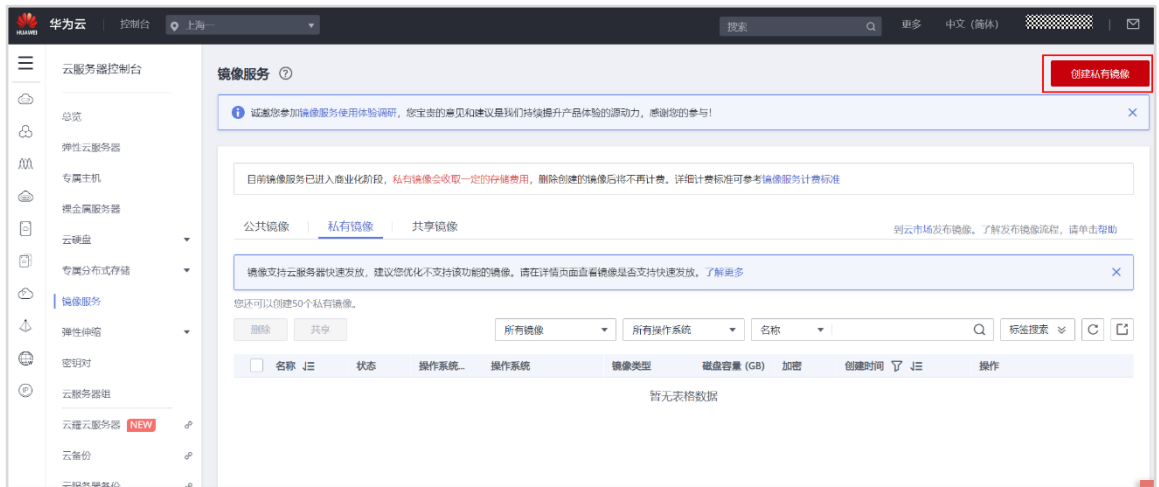 HUAWEI 华为云 控制台 上海一 搜索 更多 中文 (简体)
云服务器控制台
总览
弹性云服务器
专属主机
裸金属服务器
云硬盘
专属分布式存储
镜像服务
弹性伸缩
密钥对
云服务器组
云耀云服务器 NEW
云备份
云服务器备份
镜像服务 ?
创建私有镜像
诚邀您参加镜像服务使用体验调研，您宝贵的意见和建议是我们持续提升产品体验的源动力，感谢您的参与！
目前镜像服务已进入商业化阶段，私有镜像会收取一定的存储费用，删除创建的镜像后将不再计费。详细计费标准可参考镜像服务计费标准
公共镜像 私有镜像 共享镜像
到云市场发布镜像。了解发布镜像流程，请单击帮助
镜像支持云服务器快速发放，建议您优化不支持该功能的镜像。请在详情页面查看镜像是否支持快速发放。了解更多
您还可以创建50个私有镜像。
删除 共享 所有镜像 所有操作系统 名称 标签搜索
名称 状态 操作系统... 操作系统 镜像类型 磁盘容量 (GB) 加密 创建时间 操作
暂无表格数据